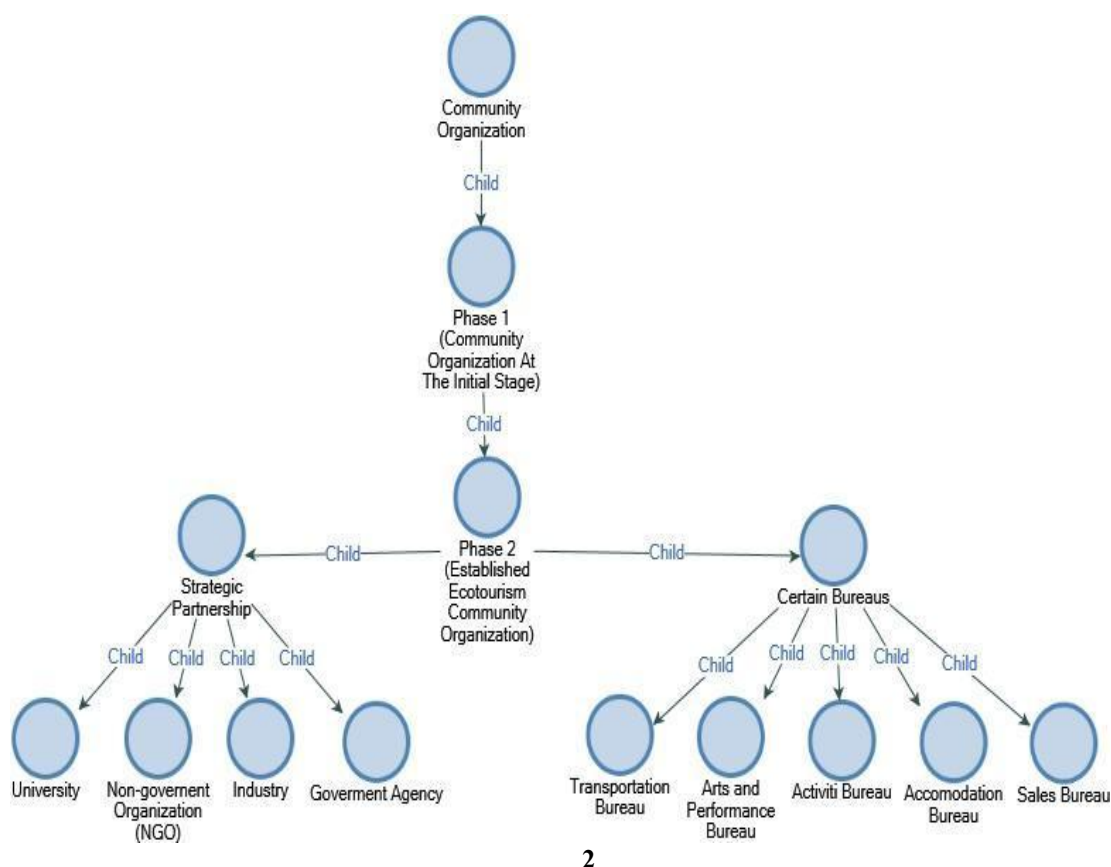 Community
Organization
Child
Phase 1
(Community
Organization At
The Initial Stage)
Child
Phase 2
(Established
Ecotourism
Community
Organization)
Child
Child
Strategic
Partnership
Certain Bureaus
Child
Child
Child
Child
Child
Child
Child
Child
Child
University
Non-governent
Organization
(NGO)
Industry
Goverment Agency
Transportation
Bureau
Arts and
Performance
Bureau
Activiti Bureau
Accomodation
Bureau
Sales Bureau
2